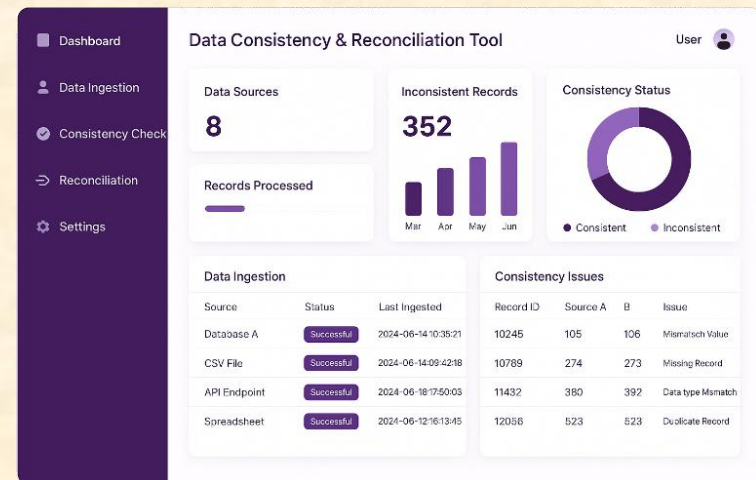 Dashboard
Data Ingestion
Consistency Check
Reconciliation
Settings
Data Consistency & Reconciliation Tool
User
Data Sources
8
Records Processed
Inconsistent Records
352
Mar Apr May Jun
Consistency Status
Consistent Inconsistent
Data Ingestion
Source Status Last Ingested
Database A Successful 2024-06-14 10:35:21
CSV File Successful 2024-06-14:09:42:18
API Endpoint Successful 2024-06-18 17:50:03
Spreadsheet Successful 2024-06-12 16:13:45
Consistency Issues
Record ID Source A B Issue
10245 105 106 Mismatsch Value
10789 274 273 Missing Record
11432 380 392 Data type Msmatch
12056 523 523 Duplicate Record